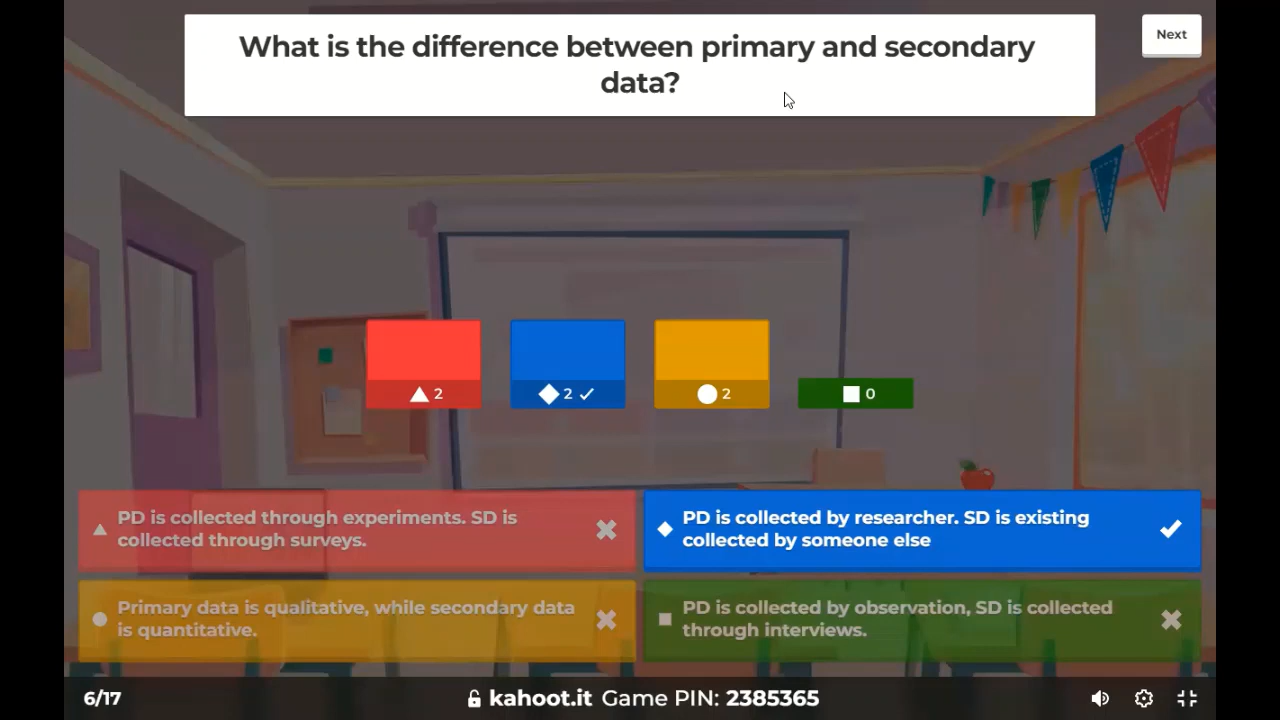 What is the difference between primary and secondary
data?
Next
2
2
2
0
PD is collected through experiments. SD is
collected through surveys.
PD is collected by researcher. SD is existing
collected by someone else
Primary data is qualitative, while secondary data
is quantitative.
PD is collected by observation, SD is collected
through interviews.
6/17
kahoot.it Game PIN: 2385365